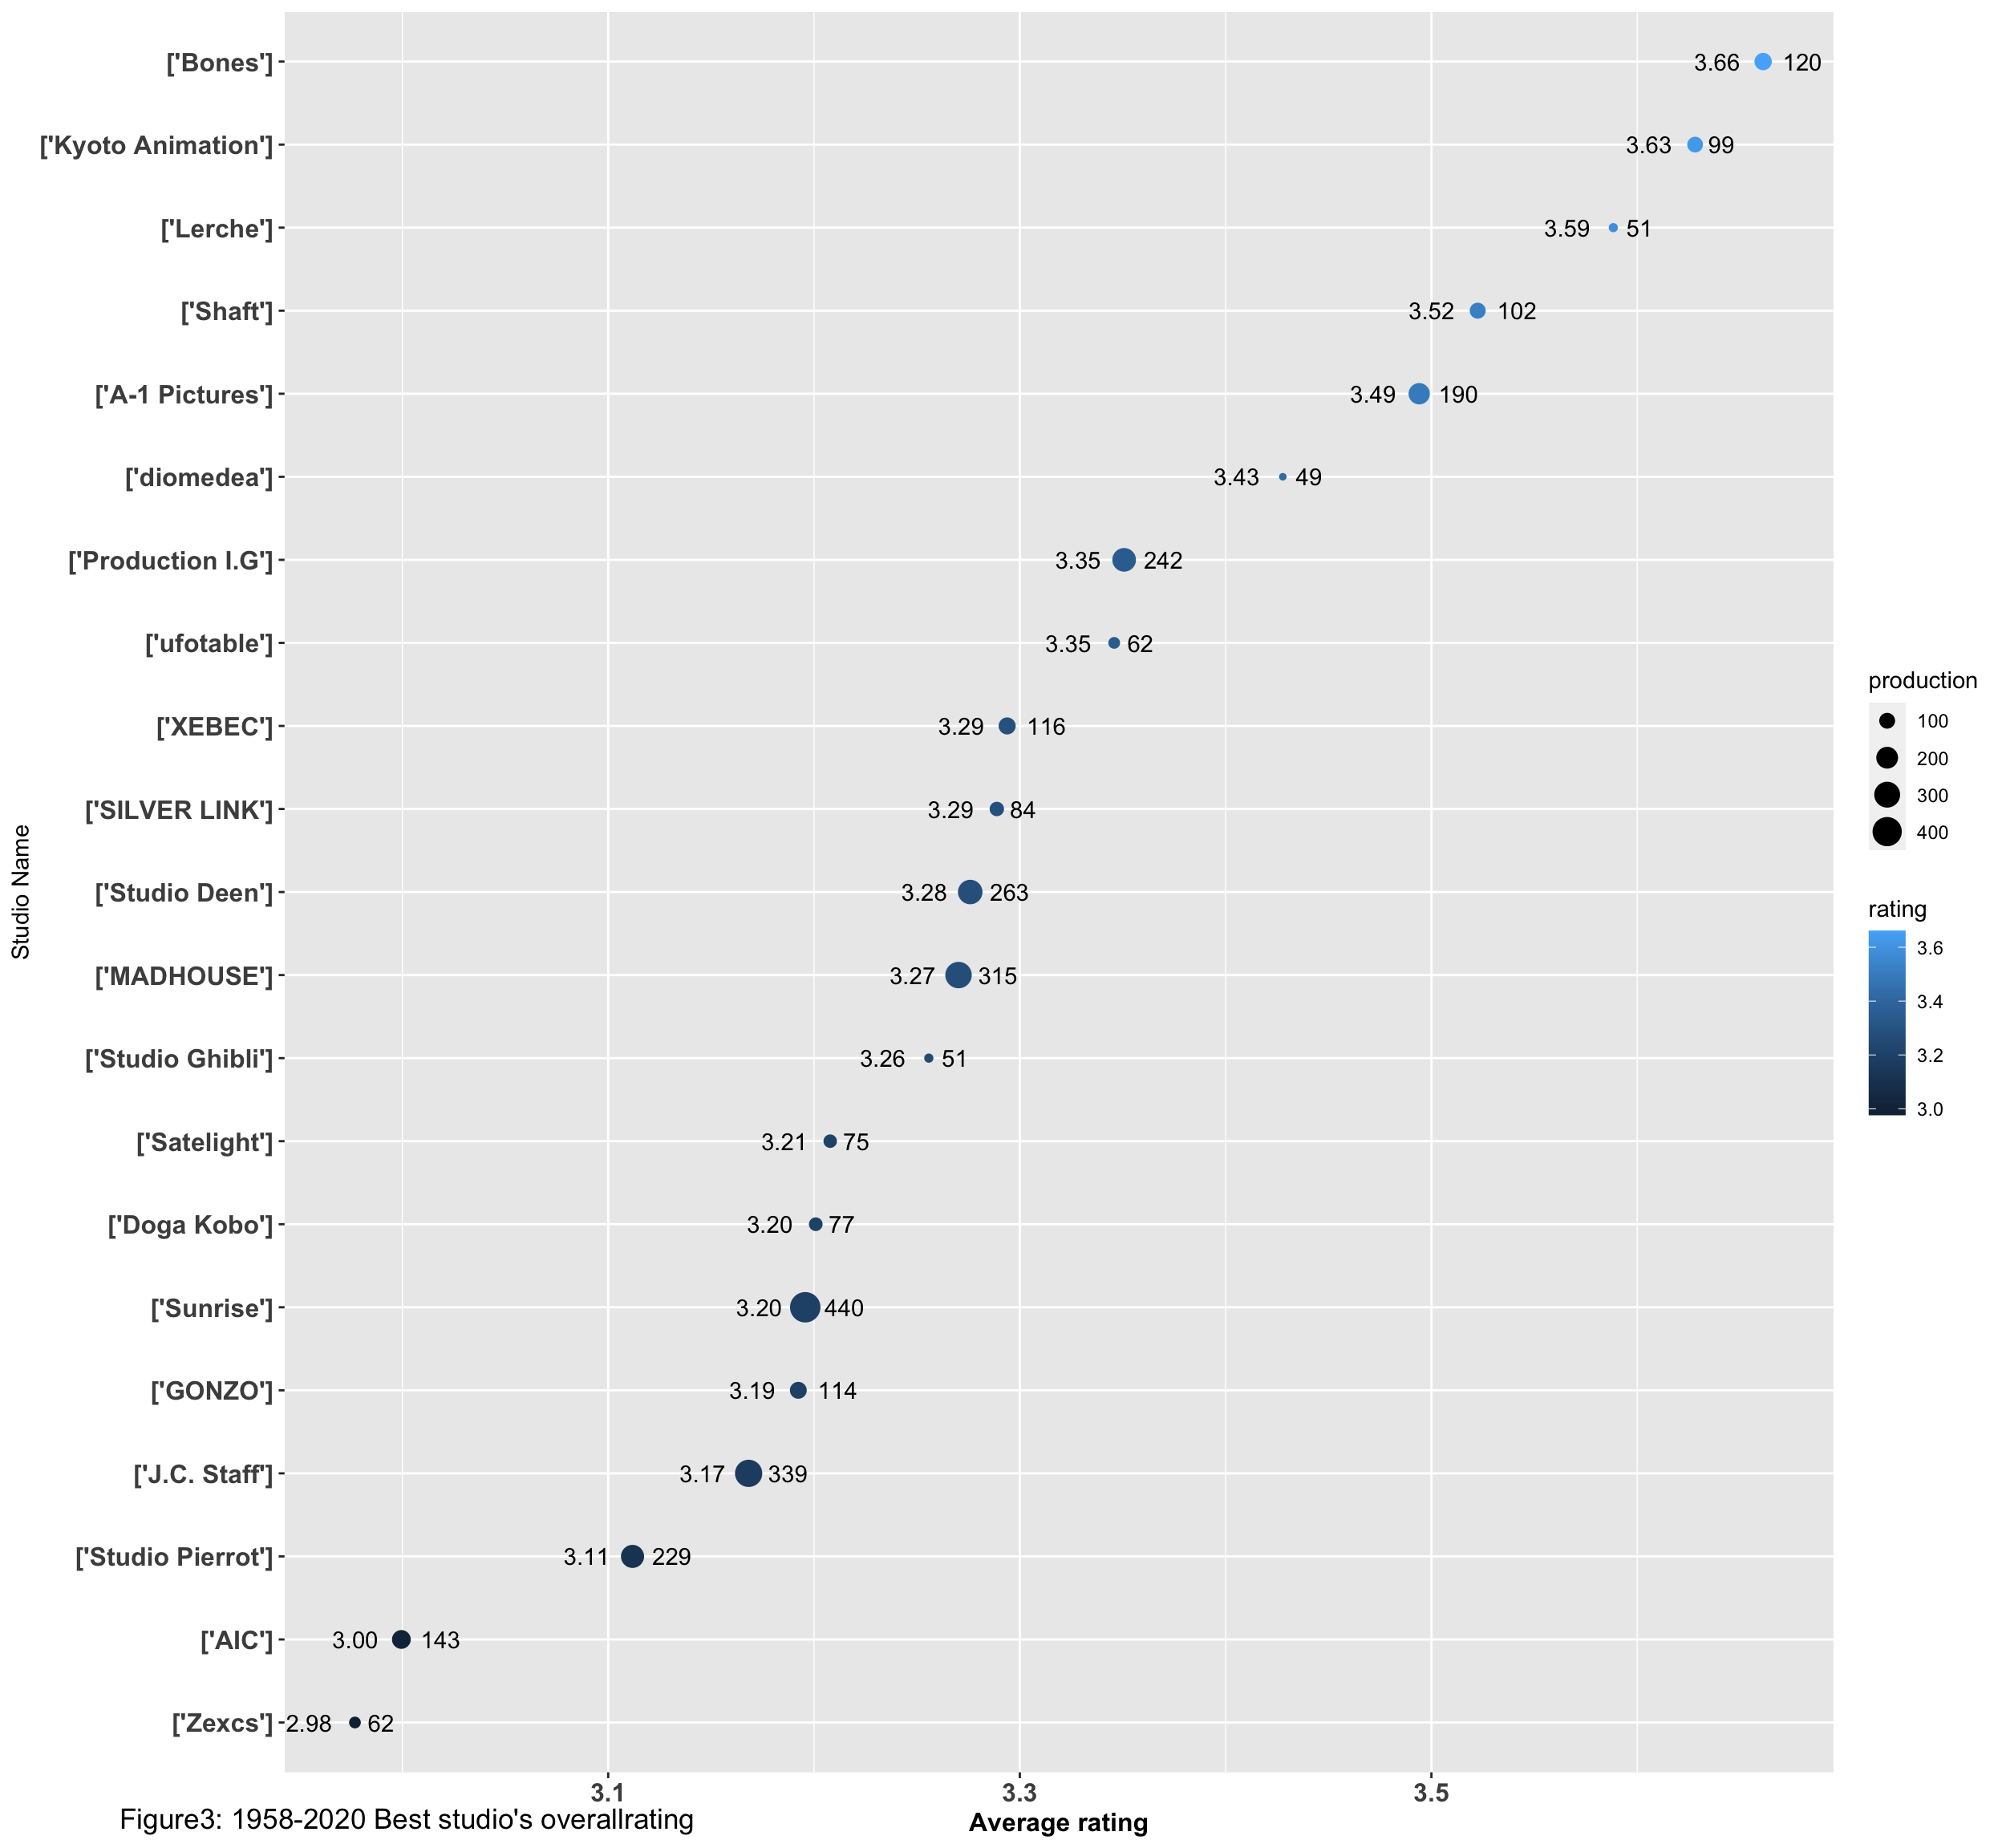 ['Bones'] 3.66 120
['Kyoto Animation'] 3.63 99
['Lerche'] 3.59 51
['Shaft'] 3.52 102
['A-1 Pictures'] 3.49 190
['diomedea'] 3.43 49
['Production I.G'] 3.35 242
['ufotable'] 3.35 62
['XEBEC'] 3.29 116
['SILVER LINK'] 3.29 84
['Studio Deen'] 3.28 263
['MADHOUSE'] 3.27 315
['Studio Ghibli'] 3.26 51
['Satelight'] 3.21 75
['Doga Kobo'] 3.20 77
['Sunrise'] 3.20 440
['GONZO'] 3.19 114
['J.C. Staff'] 3.17 339
['Studio Pierrot'] 3.11 229
['AIC'] 3.00 143
['Zexcs'] 2.98 62
Studio Name
3.1 3.3 3.5
Average rating
Figure3: 1958-2020 Best studio's overallrating
production
100
200
300
400
rating
3.6
3.4
3.2
3.0